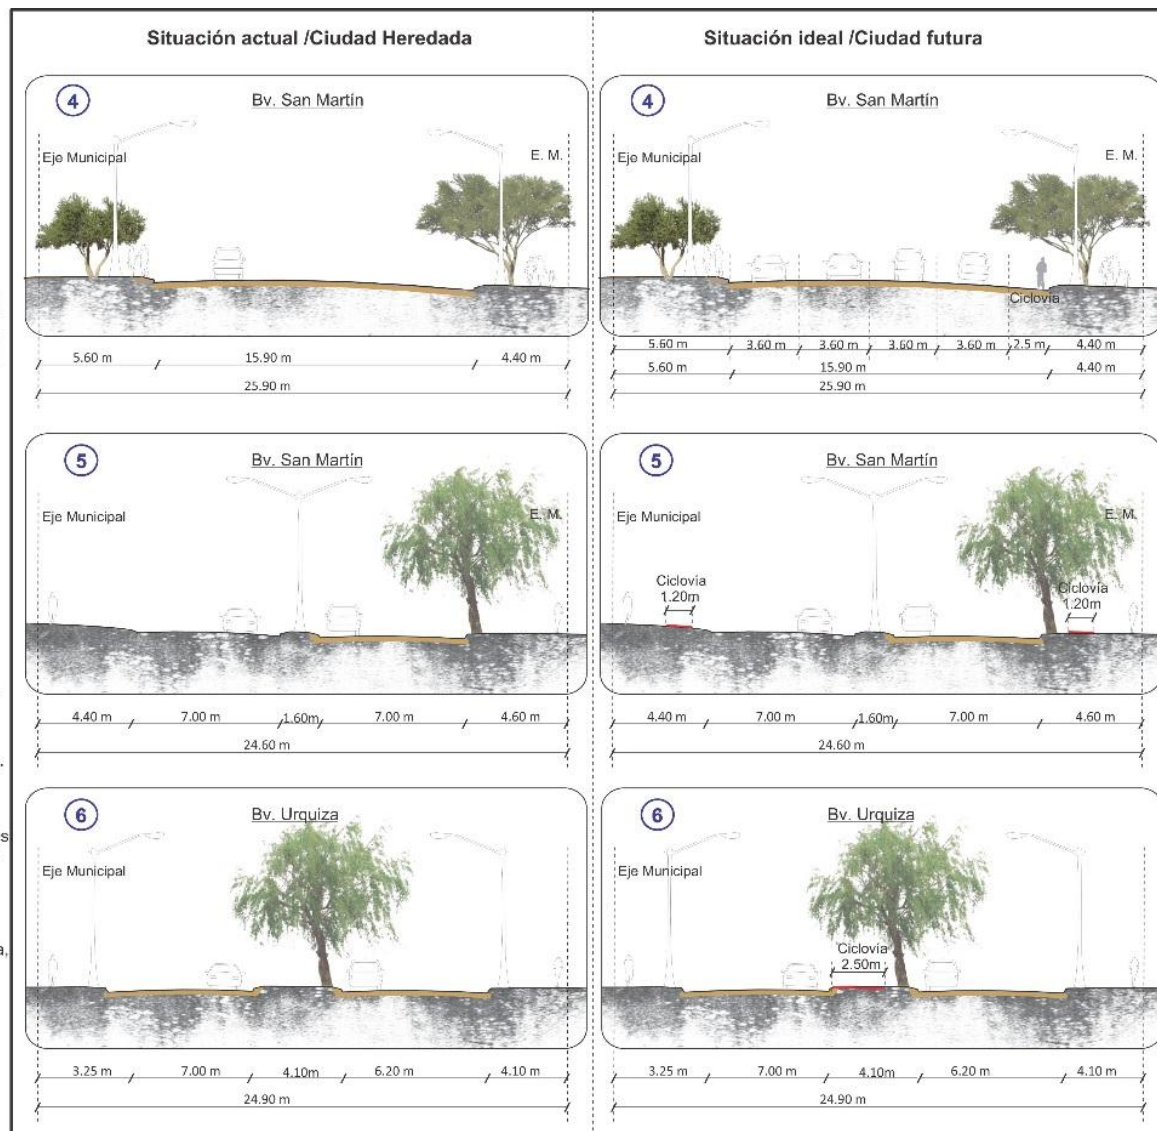 Situación actual /Ciudad Heredada
Situación ideal /Ciudad futura
4
Bv. San Martín
Eje Municipal
E. M.
5.60 m
15.90 m
4.40 m
25.90 m
4
Bv. San Martín
Eje Municipal
E. M.
Ciclovía
5.60 m
3.60 m
3.60 m
3.60 m
3.60 m
2.5 m
4.40 m
5.60 m
15.90 m
4.40 m
25.90 m
5
Bv. San Martín
Eje Municipal
E. M.
4.40 m
7.00 m
1.60m
7.00 m
4.60 m
24.60 m
5
Bv. San Martín
Eje Municipal
E. M.
Ciclovía
1.20m
Ciclovía
1.20m
4.40 m
7.00 m
1.60m
7.00 m
4.60 m
24.60 m
6
Bv. Urquiza
Eje Municipal
3.25 m
7.00 m
4.10m
6.20 m
4.10 m
24.90 m
6
Bv. Urquiza
Eje Municipal
Ciclovía
2.50m
3.25 m
7.00 m
4.10m
6.20 m
4.10 m
24.90 m